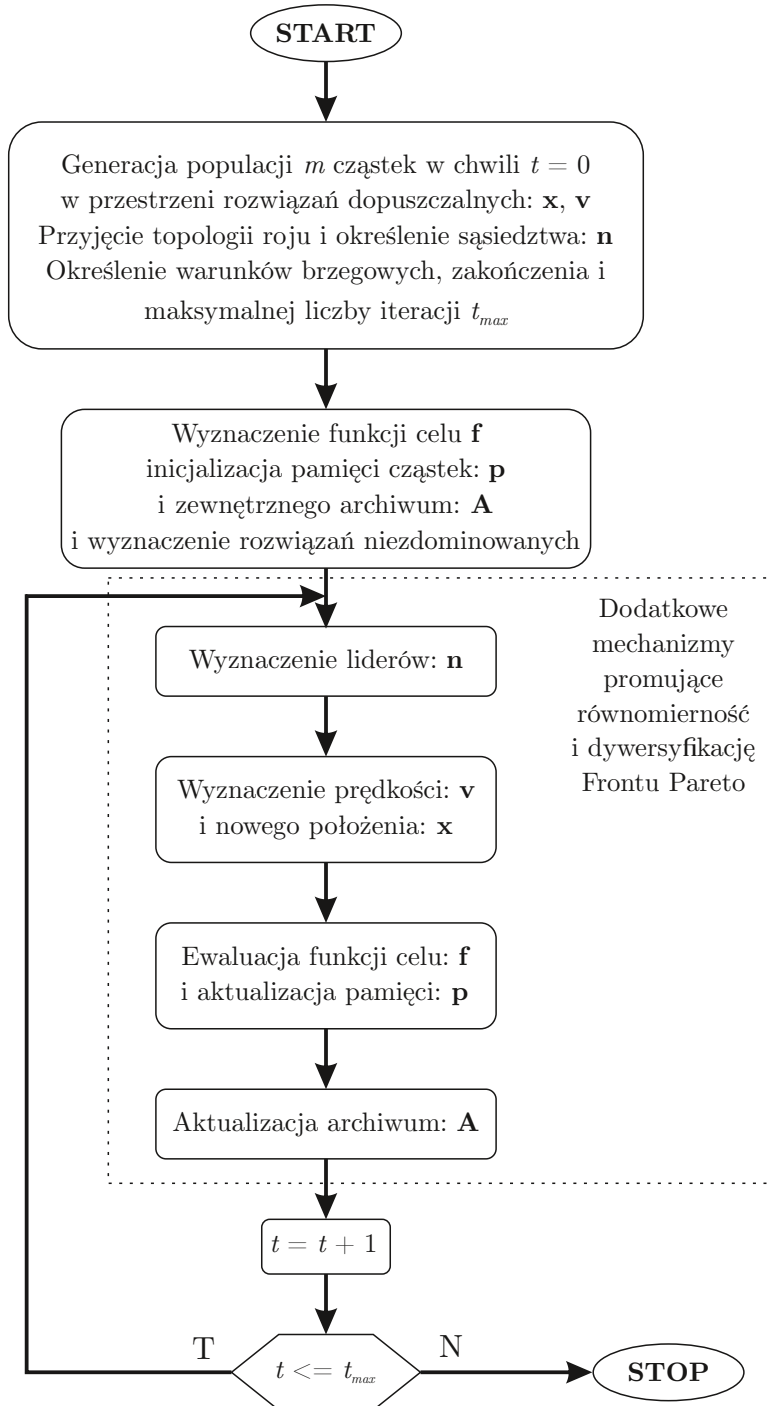 START
Generacja populacji m cząstek w chwili t = 0
w przestrzeni rozwiązań dopuszczalnych: x, v
Przyjęcie topologii roju i określenie sąsiedztwa: n
Określenie warunków brzegowych, zakończenia i
maksymalnej liczby iteracji t_max
Wyznaczenie funkcji celu f
inicjalizacja pamięci cząstek: p
i zewnętrznego archiwum: A
i wyznaczenie rozwiązań niezdominowanych
Dodatkowe
mechanizmy
promujące
równomierność
i dywersyfikację
Frontu Pareto
Wyznaczenie liderów: n
Wyznaczenie prędkości: v
i nowego położenia: x
Ewaluacja funkcji celu: f
i aktualizacja pamięci: p
Aktualizacja archiwum: A
t = t + 1
T
t <= t_max
N
STOP